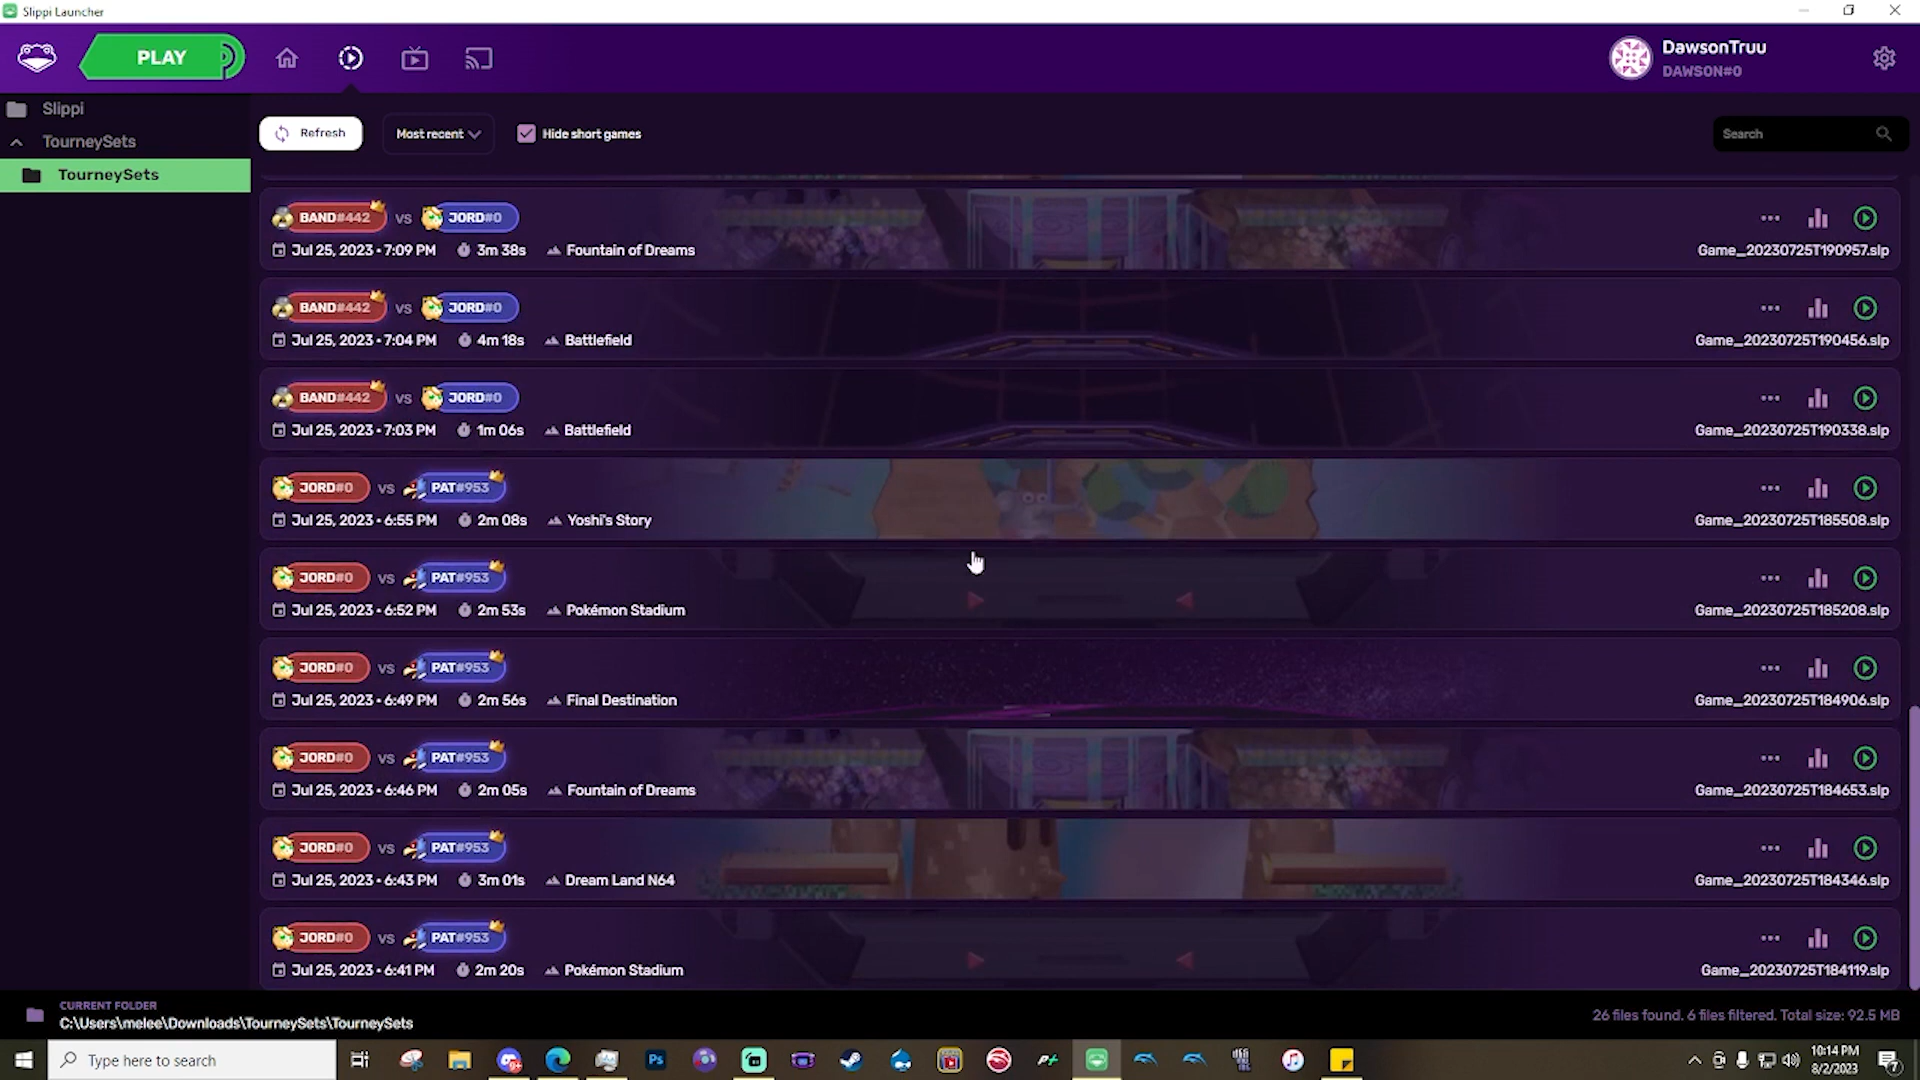 Slippi Launcher
PLAY
DawsonTruu
DAWSON#0
Slippi
TourneySets
TourneySets
Refresh
Most recent
Hide short games
Search
BAND#442 vs JORD#0
Jul 25, 2023 • 7:09 PM 3m 38s Fountain of Dreams
Game_20230725T190957.slp
BAND#442 vs JORD#0
Jul 25, 2023 • 7:04 PM 4m 18s Battlefield
Game_20230725T190456.slp
BAND#442 vs JORD#0
Jul 25, 2023 • 7:03 PM 1m 06s Battlefield
Game_20230725T190338.slp
JORD#0 vs PAT#953
Jul 25, 2023 • 6:55 PM 2m 08s Yoshi's Story
Game_20230725T185508.slp
JORD#0 vs PAT#953
Jul 25, 2023 • 6:52 PM 2m 53s Pokémon Stadium
Game_20230725T185208.slp
JORD#0 vs PAT#953
Jul 25, 2023 • 6:49 PM 2m 56s Final Destination
Game_20230725T184906.slp
JORD#0 vs PAT#953
Jul 25, 2023 • 6:46 PM 2m 05s Fountain of Dreams
Game_20230725T184653.slp
JORD#0 vs PAT#953
Jul 25, 2023 • 6:43 PM 3m 01s Dream Land N64
Game_20230725T184346.slp
JORD#0 vs PAT#953
Jul 25, 2023 • 6:41 PM 2m 20s Pokémon Stadium
Game_20230725T184119.slp
CURRENT FOLDER
C:\Users\melee\Downloads\TourneySets\TourneySets
26 files found. 6 files filtered. Total size: 92.5 MB
Type here to search
Ps
10:14 PM
8/2/2023
7